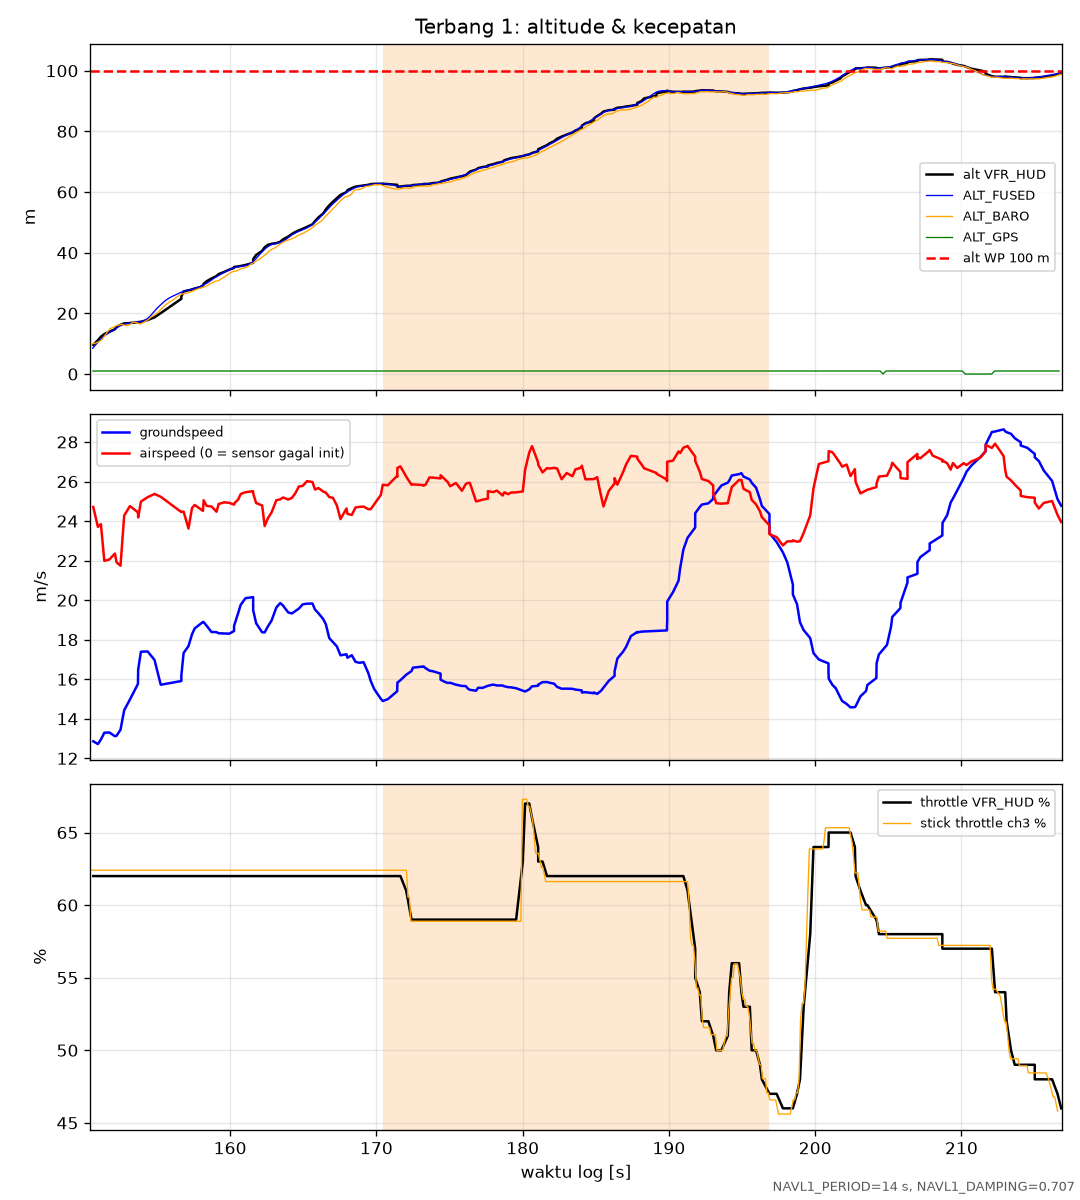 Terbang 1: altitude & kecepatan
100
80
60
40
20
0
m
alt VFR_HUD
ALT_FUSED
ALT_BARO
ALT_GPS
alt WP 100 m
28
26
24
22
20
18
16
14
12
m/s
groundspeed
airspeed (0 = sensor gagal init)
65
60
55
50
45
%
throttle VFR_HUD %
stick throttle ch3 %
160 170 180 190 200 210
waktu log [s]
NAVL1_PERIOD=14 s, NAVL1_DAMPING=0.707